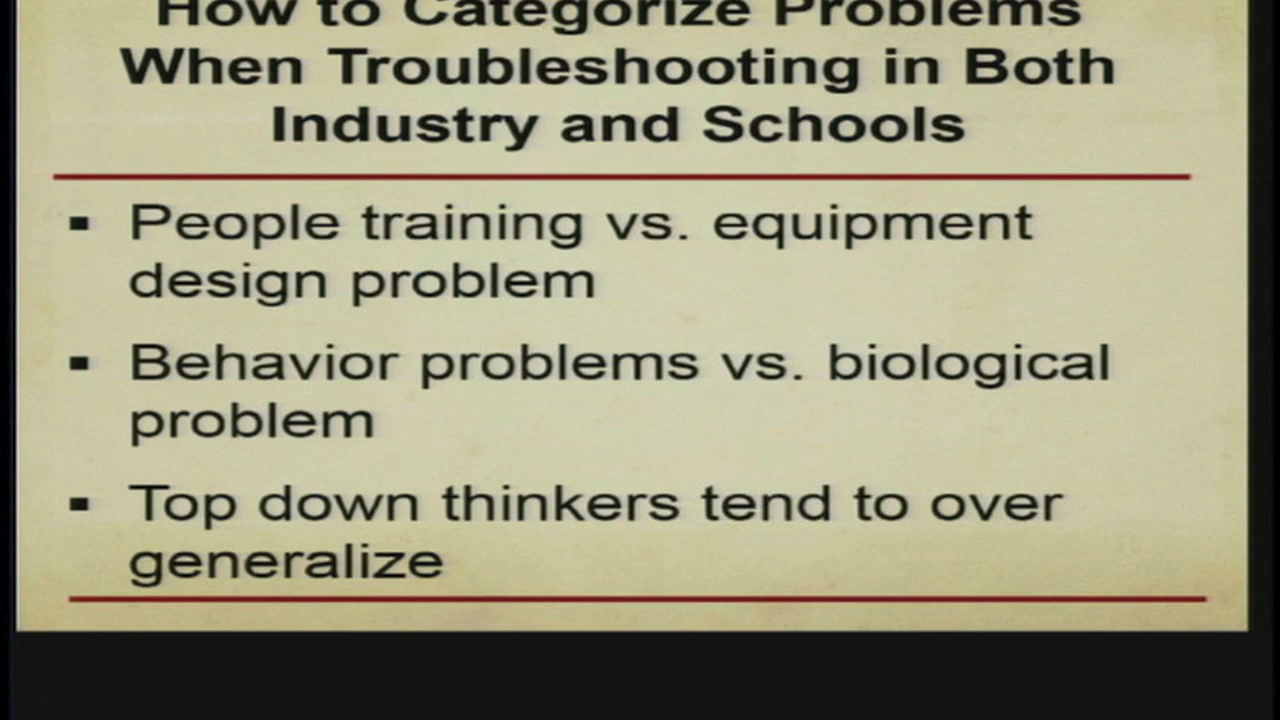 How to Categorize Problems
When Troubleshooting in Both
Industry and Schools
▪ People training vs. equipment
design problem
▪ Behavior problems vs. biological
problem
▪ Top down thinkers tend to over
generalize